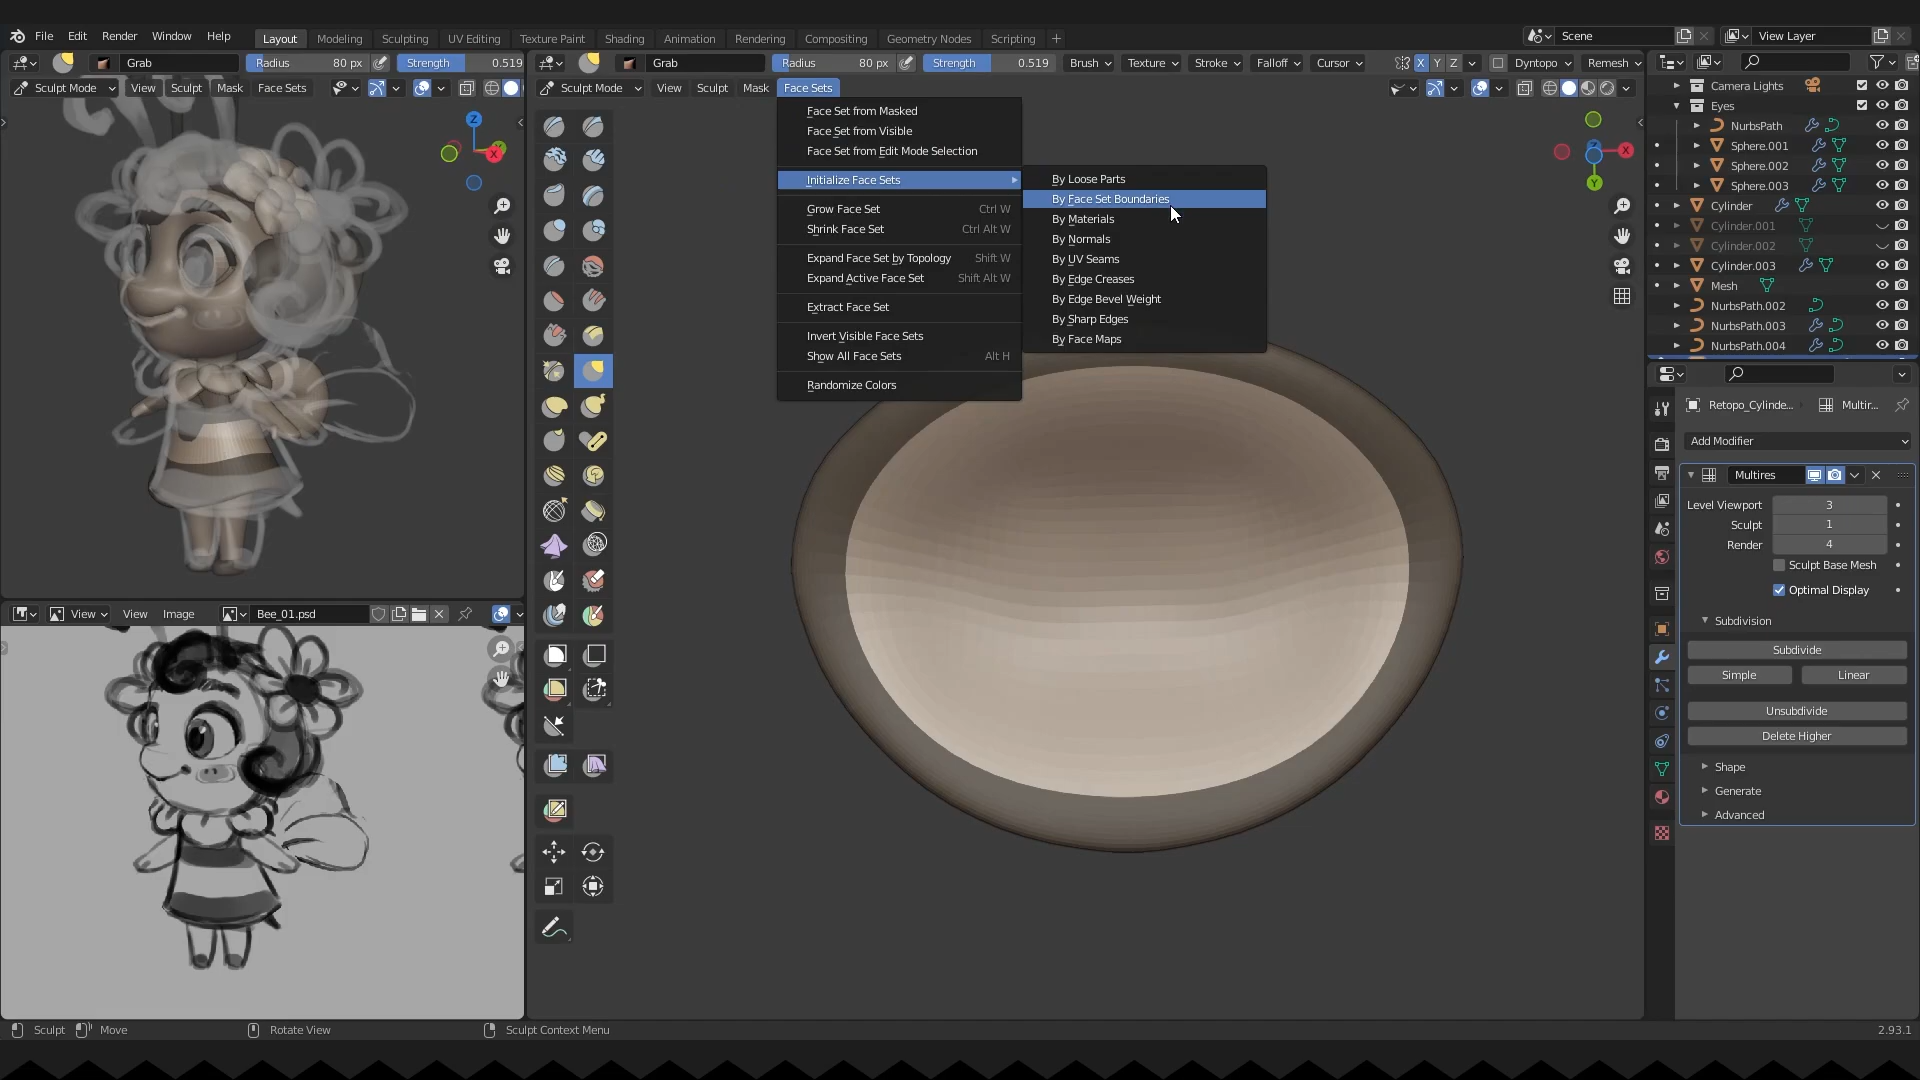 File Edit Render Window Help Layout Modeling Sculpting UV Editing Texture Paint Shading Animation Rendering Compositing Geometry Nodes Scripting Scene View Layer
Grab Radius 80 px Strength 0.519
Sculpt Mode View Sculpt Mask Face Sets
Grab Radius 80 px Strength 0.519 Brush Texture Stroke Falloff Cursor X Y Z Dyntopo Remesh
Sculpt Mode View Sculpt Mask Face Sets
Face Set from Masked
Face Set from Visible
Face Set from Edit Mode Selection
Initialize Face Sets
Grow Face Set Ctrl W
Shrink Face Set Ctrl Alt W
Expand Face Set by Topology Shift W
Expand Active Face Set Shift Alt W
Extract Face Set
Invert Visible Face Sets
Show All Face Sets Alt H
Randomize Colors
By Loose Parts
By Face Set Boundaries
By Materials
By Normals
By UV Seams
By Edge Creases
By Edge Bevel Weight
By Sharp Edges
By Face Maps
Z
X
X
Y
Camera Lights
Eyes
NurbsPath
Sphere.001
Sphere.002
Sphere.003
Cylinder
Cylinder.001
Cylinder.002
Cylinder.003
Mesh
NurbsPath.002
NurbsPath.003
NurbsPath.004
Retopo_Cylinde... Multir...
Add Modifier
Multires
Level Viewport 3
Sculpt 1
Render 4
Sculpt Base Mesh
Optimal Display
Subdivision
Subdivide
Simple Linear
Unsubdivide
Delete Higher
Shape
Generate
Advanced
View View Image Bee_01.psd
Sculpt Move Rotate View Sculpt Context Menu 2.93.1